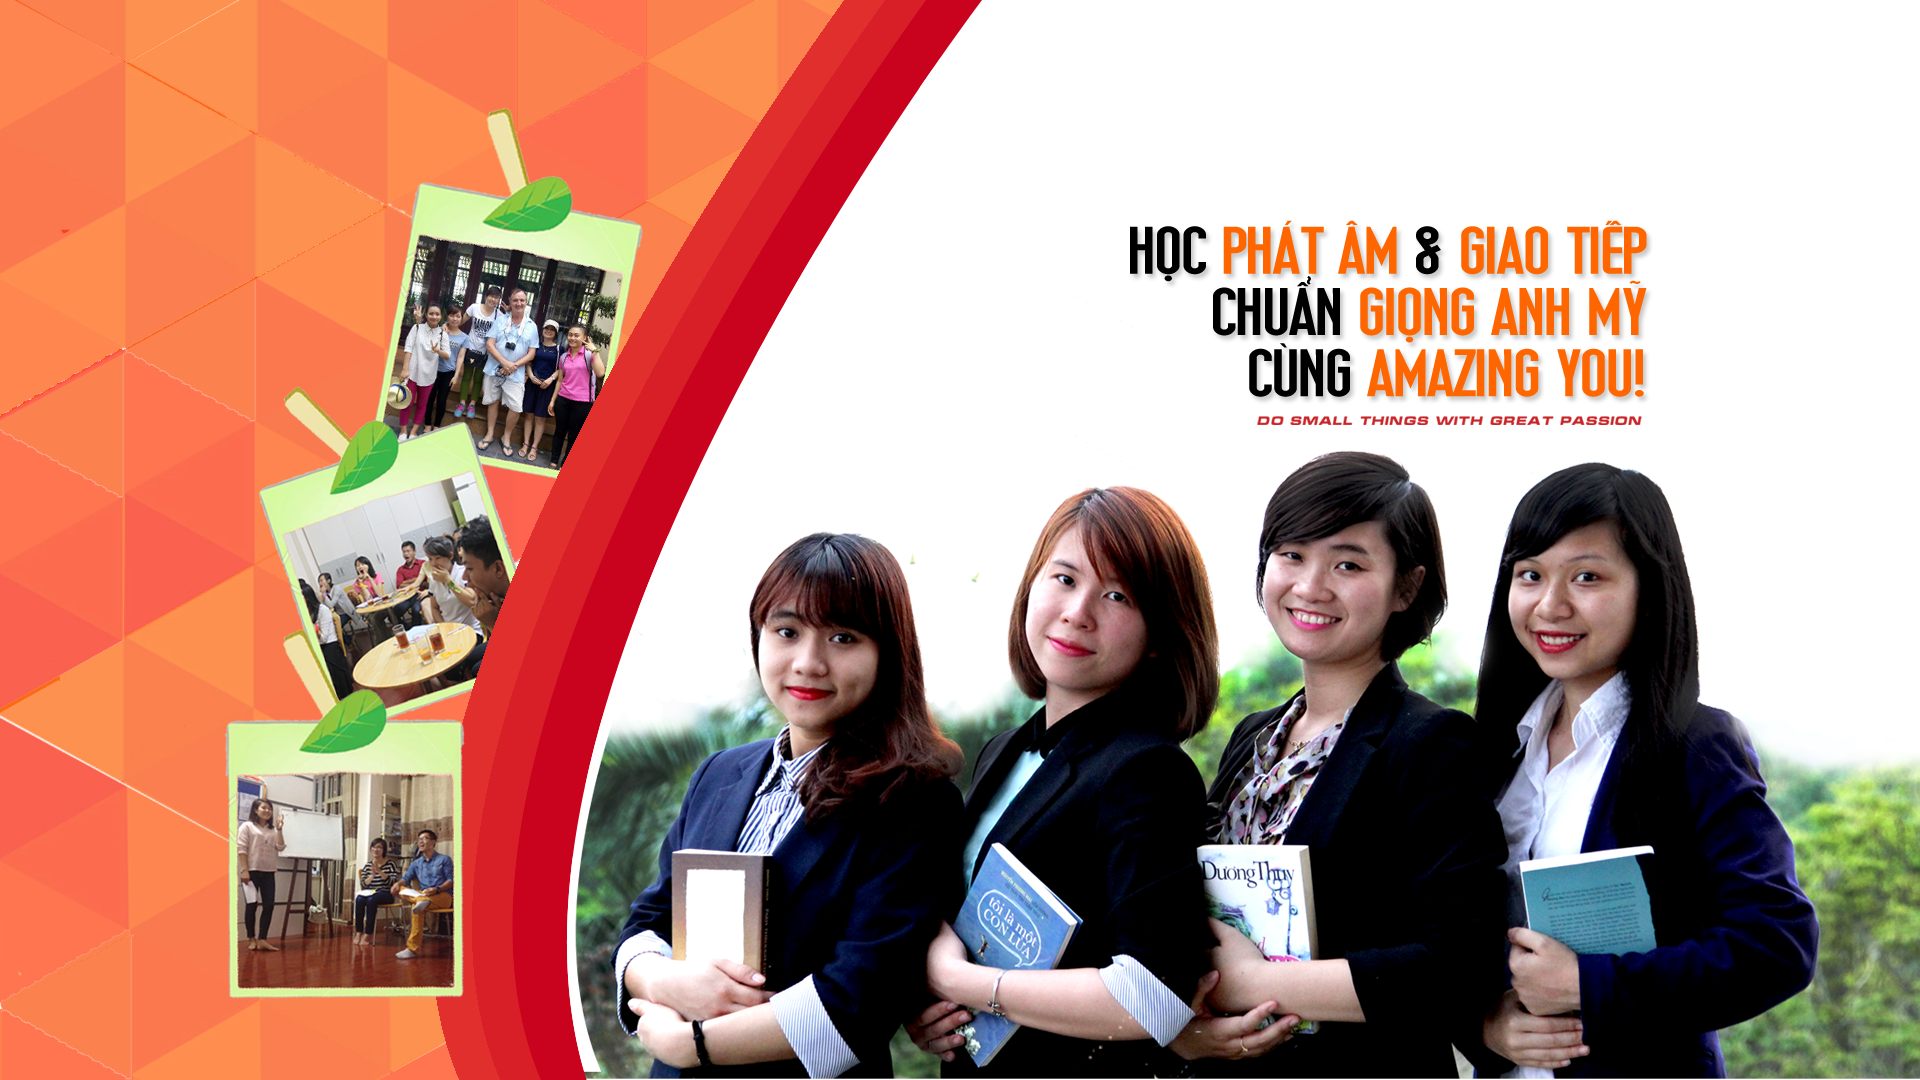 HỌC PHÁT ÂM & GIAO TIẾP
CHUẨN GIỌNG ANH MỸ
CÙNG AMAZING YOU!
DO SMALL THINGS WITH GREAT PASSION
tôi là một
CON LỪA
Dương Thụy